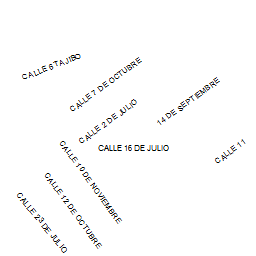 CALLE 6 TAJIBO
CALLE 7 DE OCTUBRE
14 DE SEPTIEMBRE
CALLE 2 DE JULIO
CALLE 16 DE JULIO
CALLE 11
CALLE 10 DE NOVIEMBRE
CALLE 12 DE OCTUBRE
CALLE 23 DE JULIO